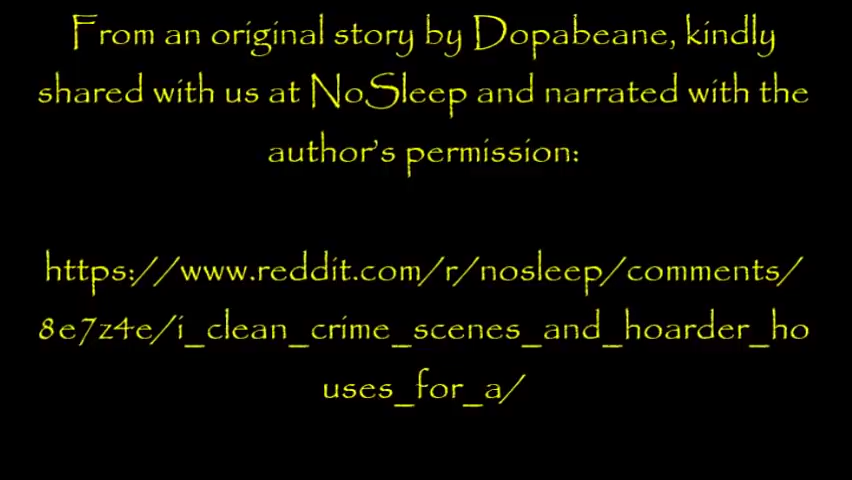 From an original story by Dopabeane, kindly
shared with us at NoSleep and narrated with the
author's permission:
https://www.reddit.com/r/nosleep/comments/
8e7z4e/i_clean_crime_scenes_and_hoarder_ho
uses_for_a/